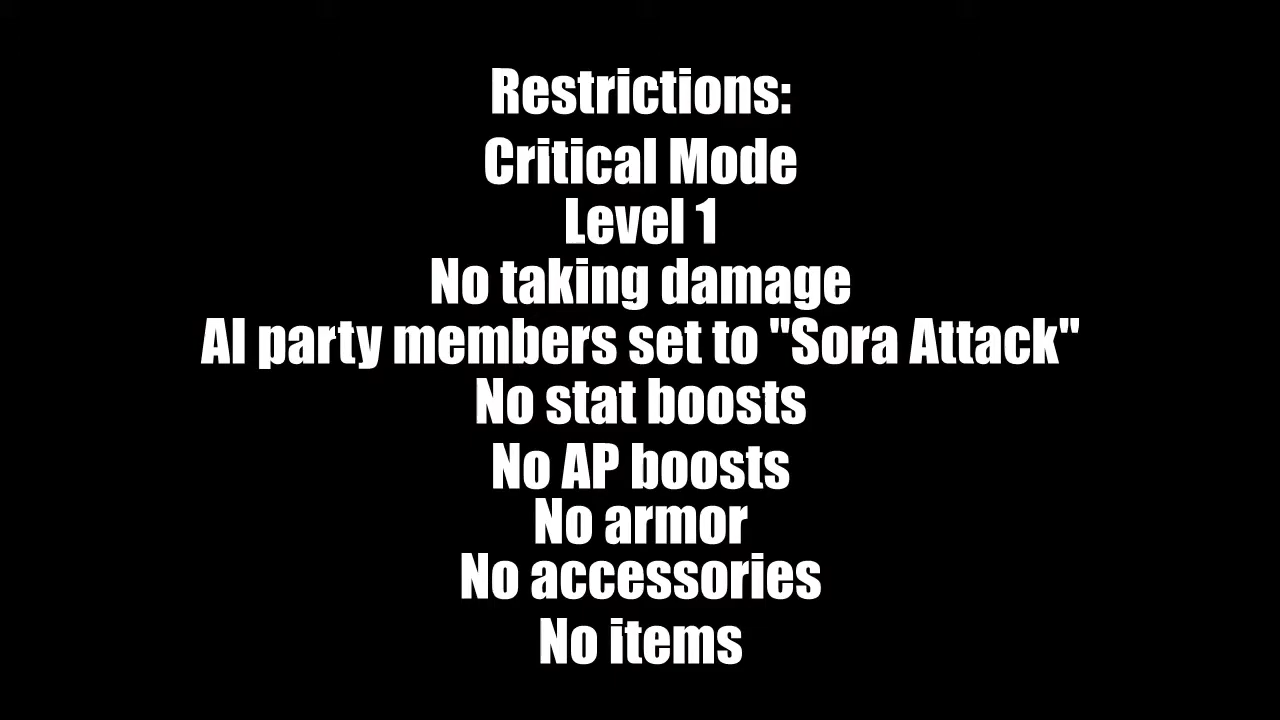 Restrictions:
Critical Mode
Level 1
No taking damage
AI party members set to "Sora Attack"
No stat boosts
No AP boosts
No armor
No accessories
No items